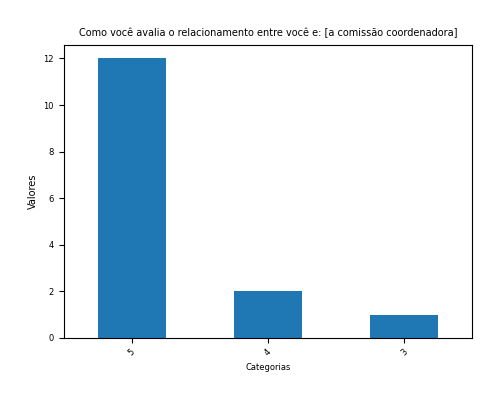 Como você avalia o relacionamento entre você e: [a comissão coordenadora]
12
10
8
6
4
2
0
Valores
5 4 3
Categorias